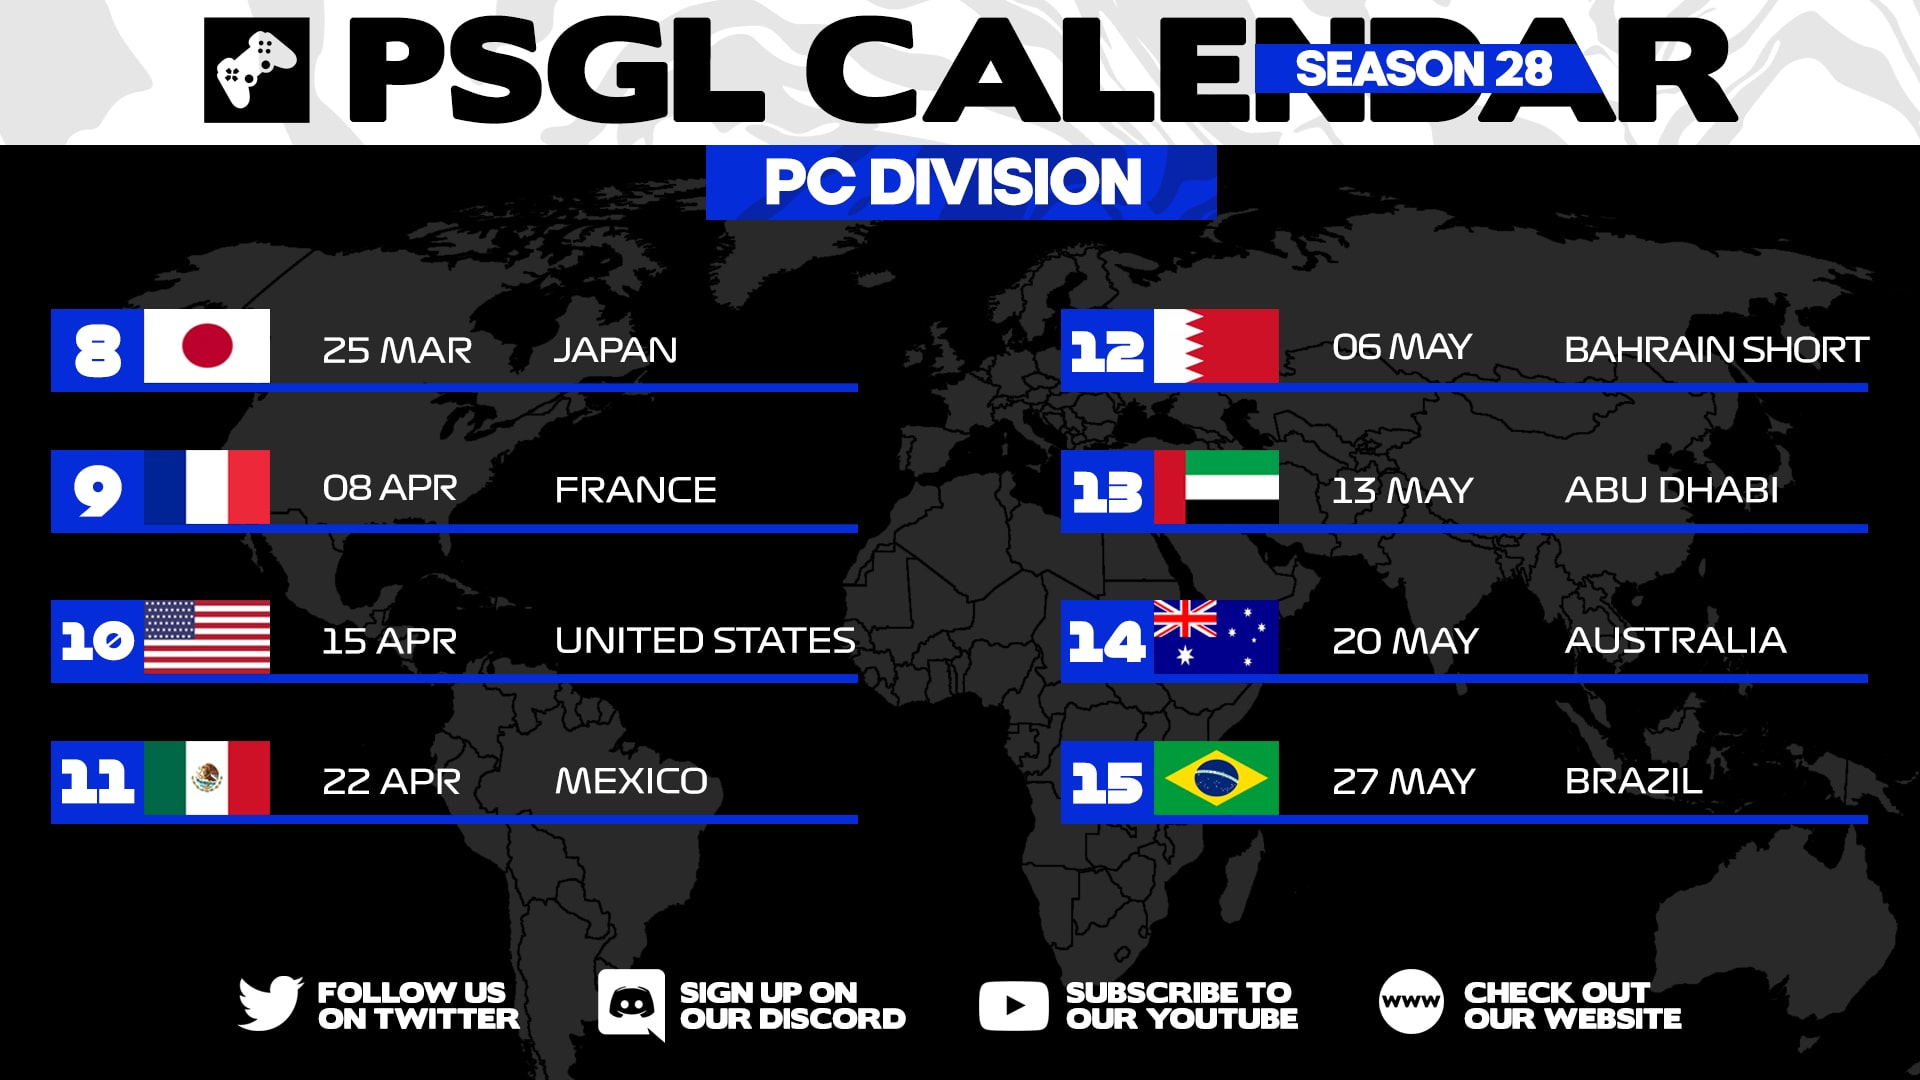 PSGL CALENDAR
SEASON 28
PC DIVISION
8 25 MAR JAPAN
9 08 APR FRANCE
10 15 APR UNITED STATES
11 22 APR MEXICO
12 06 MAY BAHRAIN SHORT
13 13 MAY ABU DHABI
14 20 MAY AUSTRALIA
15 27 MAY BRAZIL
FOLLOW US
ON TWITTER
SIGN UP ON
OUR DISCORD
SUBSCRIBE TO
OUR YOUTUBE
WWW
CHECK OUT
OUR WEBSITE